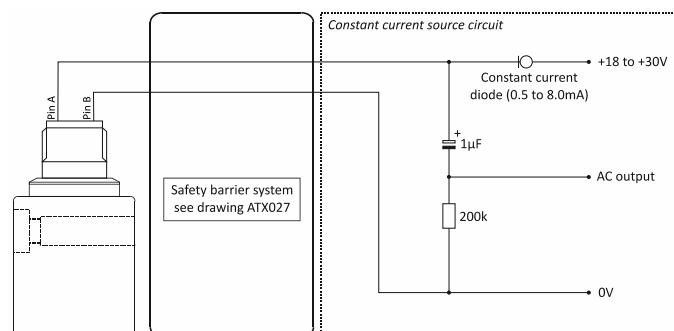 Constant current source circuit
+18 to +30V
Constant current
diode (0.5 to 8.0mA)
Pin A
Pin B
+
1µF
AC output
Safety barrier system
see drawing ATX027
200k
0V